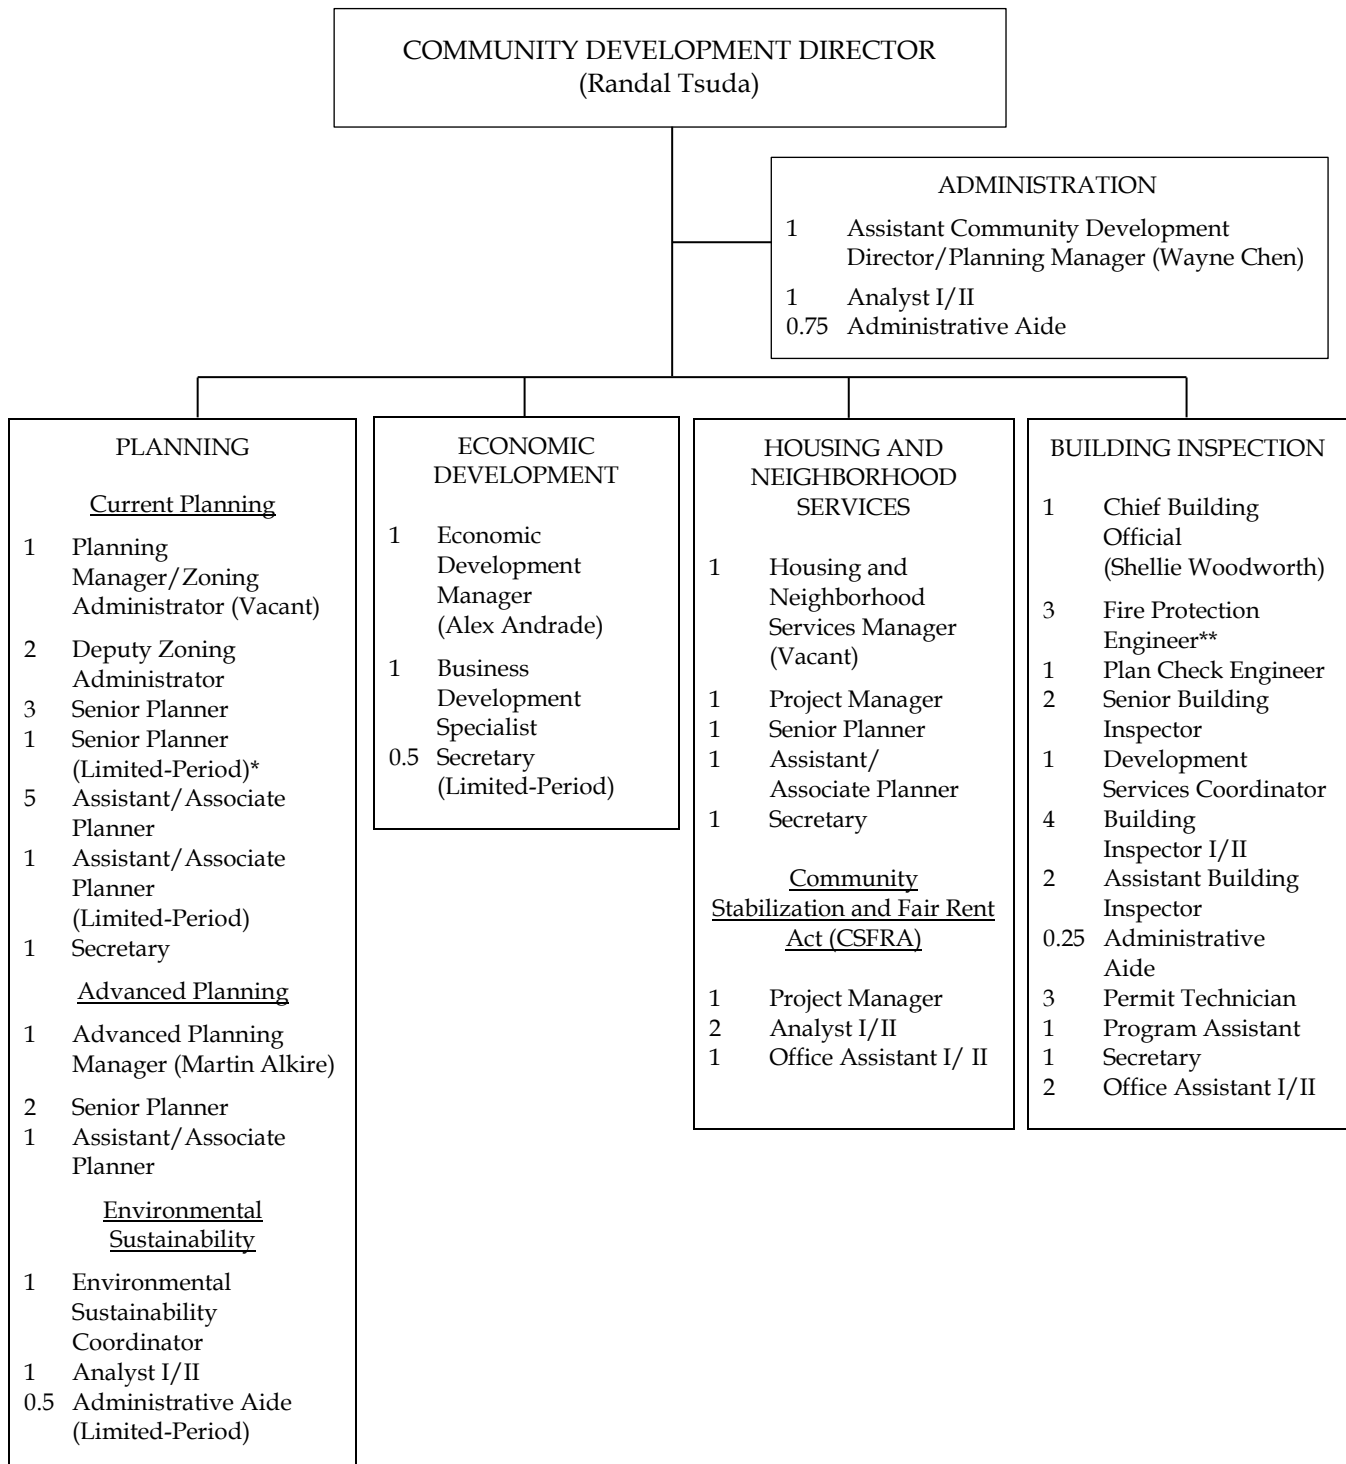 COMMUNITY DEVELOPMENT DIRECTOR
(Randal Tsuda)
ADMINISTRATION
1 Assistant Community Development
Director/Planning Manager (Wayne Chen)
1 Analyst I/II
0.75 Administrative Aide
PLANNING
Current Planning
1 Planning
Manager/Zoning
Administrator (Vacant)
2 Deputy Zoning
Administrator
3 Senior Planner
1 Senior Planner
(Limited-Period)*
5 Assistant/Associate
Planner
1 Assistant/Associate
Planner
(Limited-Period)
1 Secretary
Advanced Planning
1 Advanced Planning
Manager (Martin Alkire)
2 Senior Planner
1 Assistant/Associate
Planner
Environmental
Sustainability
1 Environmental
Sustainability
Coordinator
1 Analyst I/II
0.5 Administrative Aide
(Limited-Period)
ECONOMIC
DEVELOPMENT
1 Economic
Development
Manager
(Alex Andrade)
1 Business
Development
Specialist
0.5 Secretary
(Limited-Period)
HOUSING AND
NEIGHBORHOOD
SERVICES
1 Housing and
Neighborhood
Services Manager
(Vacant)
1 Project Manager
1 Senior Planner
1 Assistant/
Associate Planner
1 Secretary
Community
Stabilization and Fair Rent
Act (CSFRA)
1 Project Manager
2 Analyst I/II
1 Office Assistant I/ II
BUILDING INSPECTION
1 Chief Building
Official
(Shellie Woodworth)
3 Fire Protection
Engineer**
1 Plan Check Engineer
2 Senior Building
Inspector
1 Development
Services Coordinator
4 Building
Inspector I/II
2 Assistant Building
Inspector
0.25 Administrative
Aide
3 Permit Technician
1 Program Assistant
1 Secretary
2 Office Assistant I/II